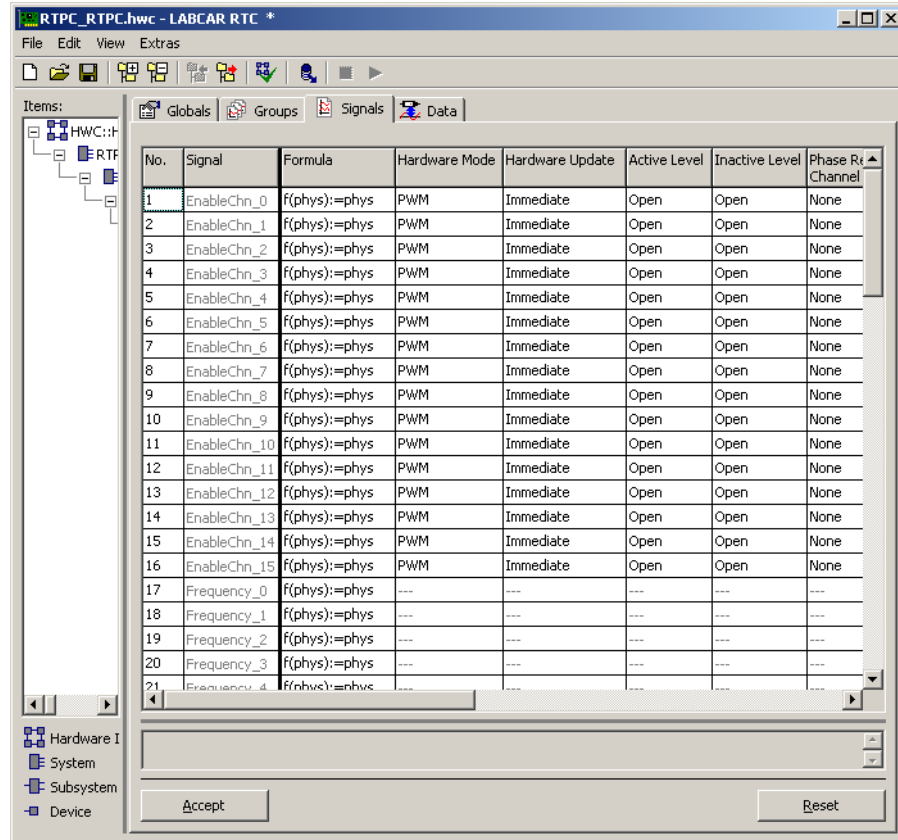 RTPC_RTPC.hwc - LABCAR RTC *
File Edit View Extras
Items:
Globals Groups Signals Data
HWC::H
RTF
No. Signal Formula Hardware Mode Hardware Update Active Level Inactive Level Phase Re
Channel
1 EnableChn_0 f(phys):=phys PWM Immediate Open Open None
2 EnableChn_1 f(phys):=phys PWM Immediate Open Open None
3 EnableChn_2 f(phys):=phys PWM Immediate Open Open None
4 EnableChn_3 f(phys):=phys PWM Immediate Open Open None
5 EnableChn_4 f(phys):=phys PWM Immediate Open Open None
6 EnableChn_5 f(phys):=phys PWM Immediate Open Open None
7 EnableChn_6 f(phys):=phys PWM Immediate Open Open None
8 EnableChn_7 f(phys):=phys PWM Immediate Open Open None
9 EnableChn_8 f(phys):=phys PWM Immediate Open Open None
10 EnableChn_9 f(phys):=phys PWM Immediate Open Open None
11 EnableChn_10 f(phys):=phys PWM Immediate Open Open None
12 EnableChn_11 f(phys):=phys PWM Immediate Open Open None
13 EnableChn_12 f(phys):=phys PWM Immediate Open Open None
14 EnableChn_13 f(phys):=phys PWM Immediate Open Open None
15 EnableChn_14 f(phys):=phys PWM Immediate Open Open None
16 EnableChn_15 f(phys):=phys PWM Immediate Open Open None
17 Frequency_0 f(phys):=phys --- --- --- --- ---
18 Frequency_1 f(phys):=phys --- --- --- --- ---
19 Frequency_2 f(phys):=phys --- --- --- --- ---
20 Frequency_3 f(phys):=phys --- --- --- --- ---
21 Frequency_4 f(phys):=phys --- --- --- --- ---
Hardware I
System
Subsystem
Device
Accept Reset